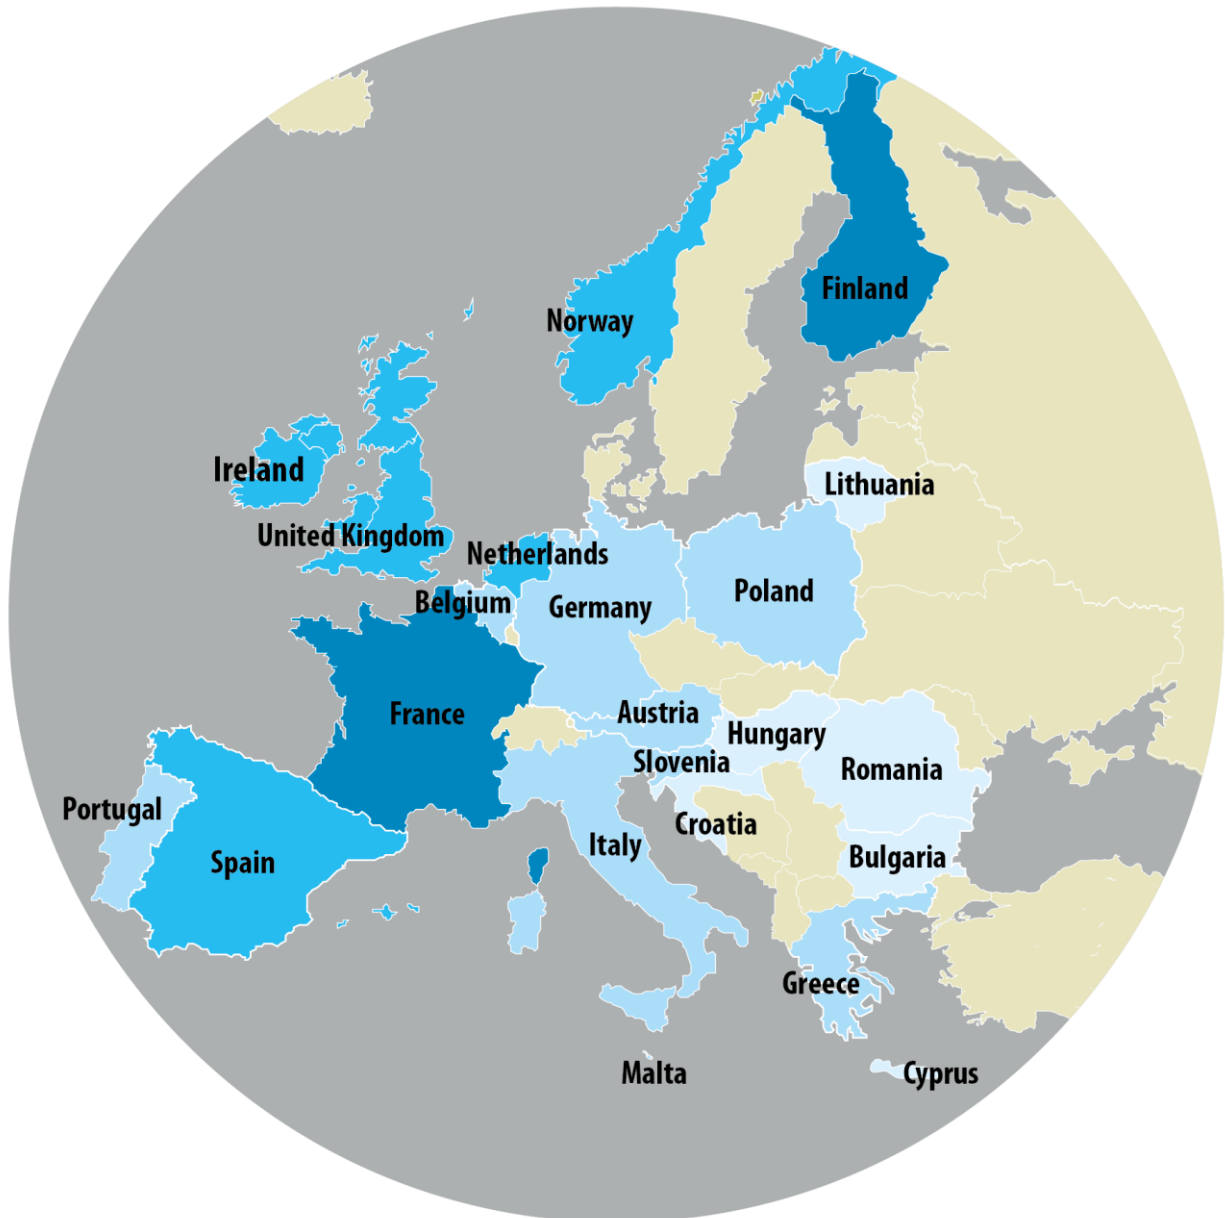 Finland
Norway
Ireland
Lithuania
United Kingdom
Netherlands
Poland
Belgium
Germany
France
Austria
Hungary
Slovenia
Romania
Portugal
Croatia
Italy
Bulgaria
Spain
Greece
Malta
Cyprus